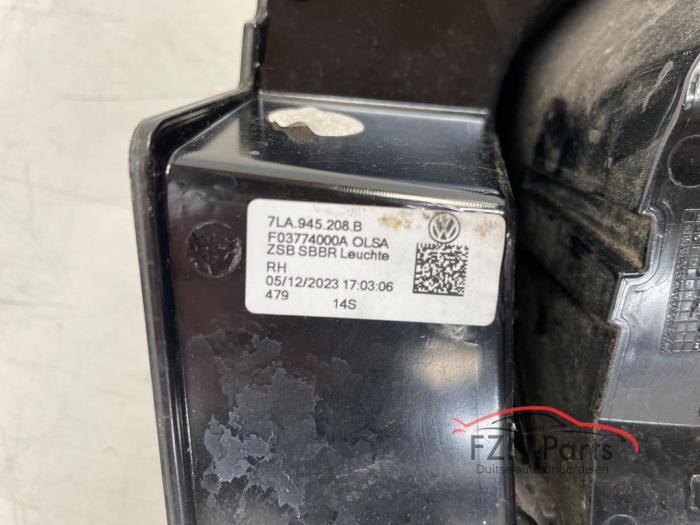 7LA.945.208.B
F03774000A OLSA
ZSB SBBR Leuchte
RH
05/12/2023 17:03:06
479 14S
FZN-Parts
Duitse auto onderdelen